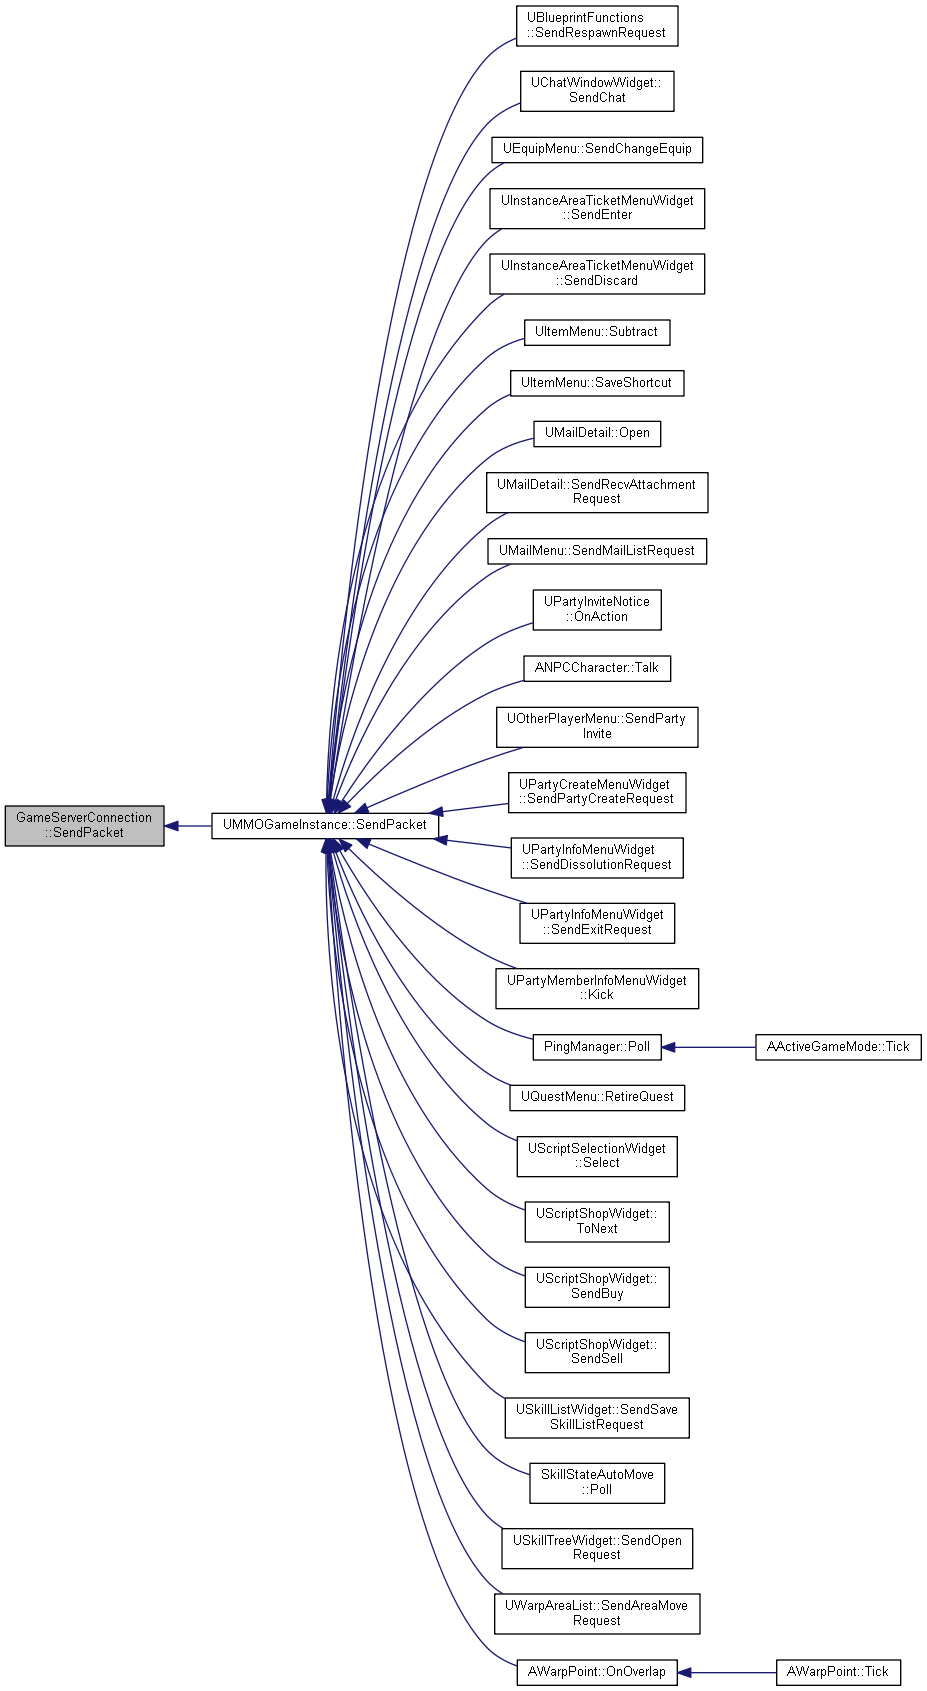 UBlueprintFunctions
::SendRespawnRequest
UChatWindowWidget::
SendChat
UEquipMenu::SendChangeEquip
UInstanceAreaTicketMenuWidget
::SendEnter
UInstanceAreaTicketMenuWidget
::SendDiscard
UItemMenu::Subtract
UItemMenu::SaveShortcut
UMailDetail::Open
UMailDetail::SendRecvAttachment
Request
UMailMenu::SendMailListRequest
UPartyInviteNotice
::OnAction
ANPCCharacter::Talk
UOtherPlayerMenu::SendParty
Invite
UPartyCreateMenuWidget
::SendPartyCreateRequest
GameServerConnection
::SendPacket
UMMOGameInstance::SendPacket
UPartyInfoMenuWidget
::SendDissolutionRequest
UPartyInfoMenuWidget
::SendExitRequest
UPartyMemberInfoMenuWidget
::Kick
PingManager::Poll
AActiveGameMode::Tick
UQuestMenu::RetireQuest
UScriptSelectionWidget
::Select
UScriptShopWidget::
ToNext
UScriptShopWidget::
SendBuy
UScriptShopWidget::
SendSell
USkillListWidget::SendSave
SkillListRequest
SkillStateAutoMove
::Poll
USkillTreeWidget::SendOpen
Request
UWarpAreaList::SendAreaMove
Request
AWarpPoint::OnOverlap
AWarpPoint::Tick